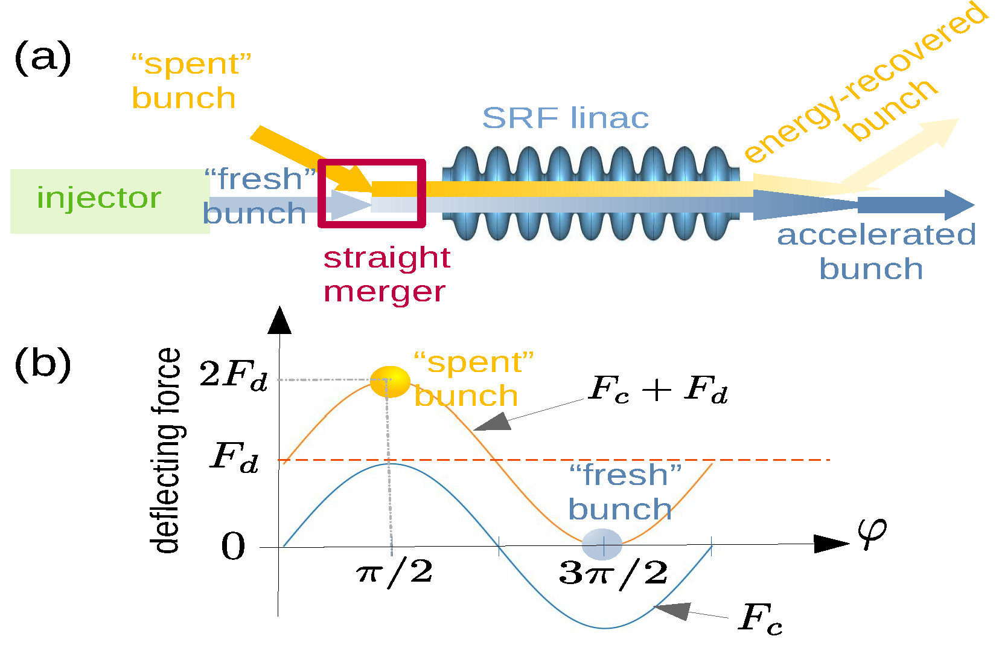 (a)
“spent”
bunch
SRF linac
energy-recovered
bunch
injector
“fresh”
bunch
straight
merger
accelerated
bunch
(b)
deflecting force
2F_d
F_d
0
“spent”
bunch
F_c + F_d
“fresh”
bunch
π/2
3π/2
φ
F_c